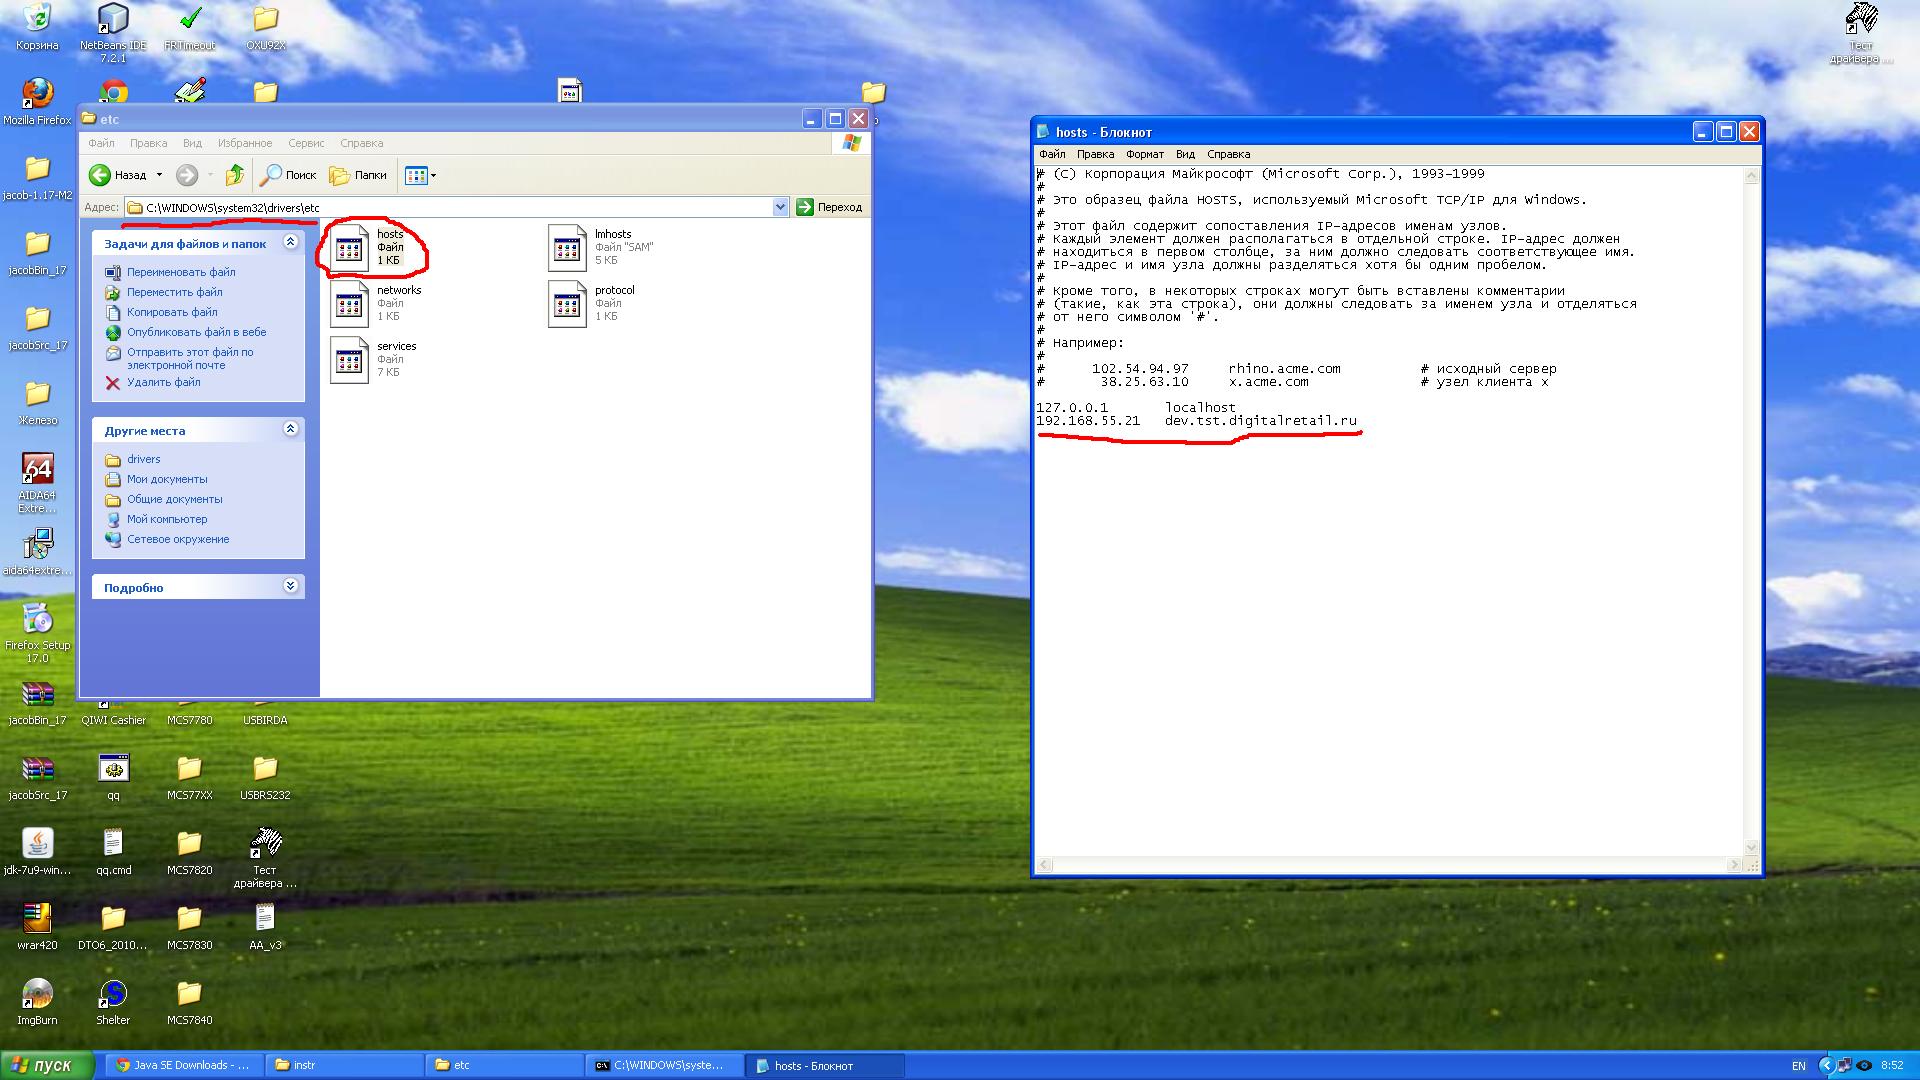 Корзина
NetBeans IDE
7.2.1
FRTimeout
OXU92X
Тест
драйвера ...
Mozilla Firefox
jacob-1.17-M2
jacobBin_17
jacobSrc_17
Железо
64
AIDA64
Extre...
aida64extre...
Firefox Setup
17.0
jacobBin_17
QIWI Cashier
MCS7780
USBIRDA
jacobSrc_17
qq
MCS77XX
USBRS232
jdk-7u9-win...
qq.cmd
MCS7820
Тест
драйвера ...
wrar420
DTO6_2010...
MCS7830
AA_v3
ImgBurn
Shelter
MCS7840
etc
Файл Правка Вид Избранное Сервис Справка
Назад Поиск Папки
Адрес: C:\WINDOWS\system32\drivers\etc Переход
Задачи для файлов и папок
Переименовать файл
Переместить файл
Копировать файл
Опубликовать файл в вебе
Отправить этот файл по
электронной почте
Удалить файл
Другие места
drivers
Мои документы
Общие документы
Мой компьютер
Сетевое окружение
Подробно
hosts
Файл
1 КБ
lmhosts
Файл "SAM"
5 КБ
networks
Файл
1 КБ
protocol
Файл
1 КБ
services
Файл
7 КБ
hosts - Блокнот
Файл Правка Формат Вид Справка
# (C) Корпорация Майкрософт (Microsoft Corp.), 1993-1999
#
# Это образец файла HOSTS, используемый Microsoft TCP/IP для Windows.
#
# Этот файл содержит сопоставления IP-адресов именам узлов.
# Каждый элемент должен располагаться в отдельной строке. IP-адрес должен
# находиться в первом столбце, за ним должно следовать соответствующее имя.
# IP-адрес и имя узла должны разделяться хотя бы одним пробелом.
#
# Кроме того, в некоторых строках могут быть вставлены комментарии
# (такие, как эта строка), они должны следовать за именем узла и отделяться
# от него символом '#'.
#
# Например:
#
# 102.54.94.97 rhino.acme.com # исходный сервер
# 38.25.63.10 x.acme.com # узел клиента x
127.0.0.1 localhost
192.168.55.21 dev.tst.digitalretail.ru
пуск
Java SE Downloads - ...
instr
etc
C:\WINDOWS\syste...
hosts - Блокнот
EN
8:52